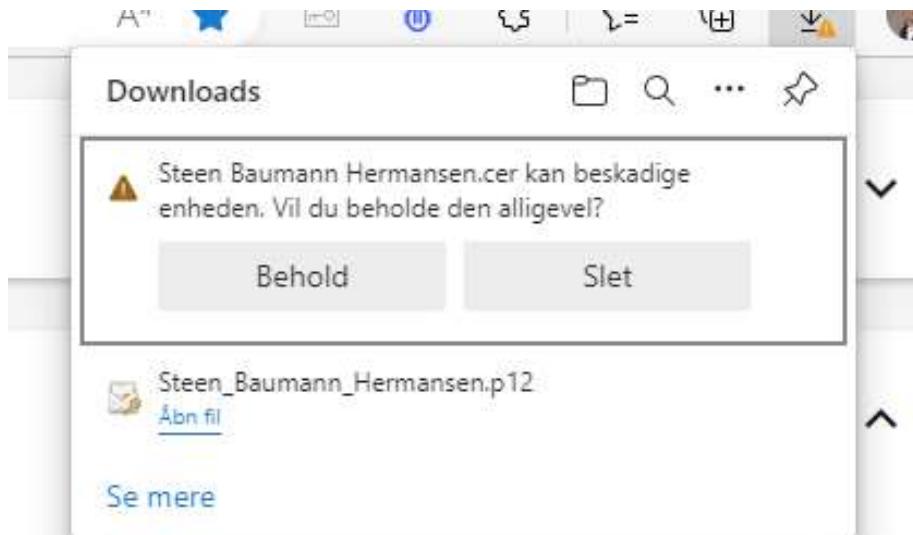 Downloads
Steen Baumann Hermansen.cer kan beskadige
enheden. Vil du beholde den alligevel?
Behold
Slet
Steen_Baumann_Hermansen.p12
Åbn fil
Se mere